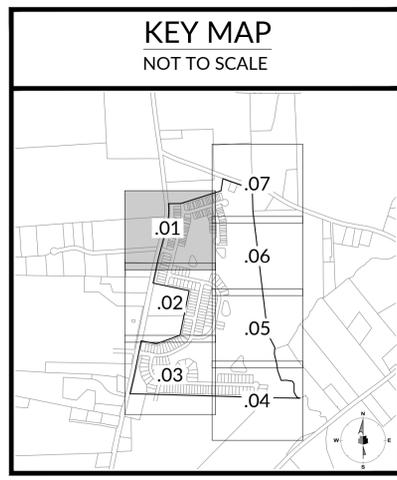 KEY MAP
NOT TO SCALE
.07
.01
.06
.02
.05
.03
.04
N
W E
S